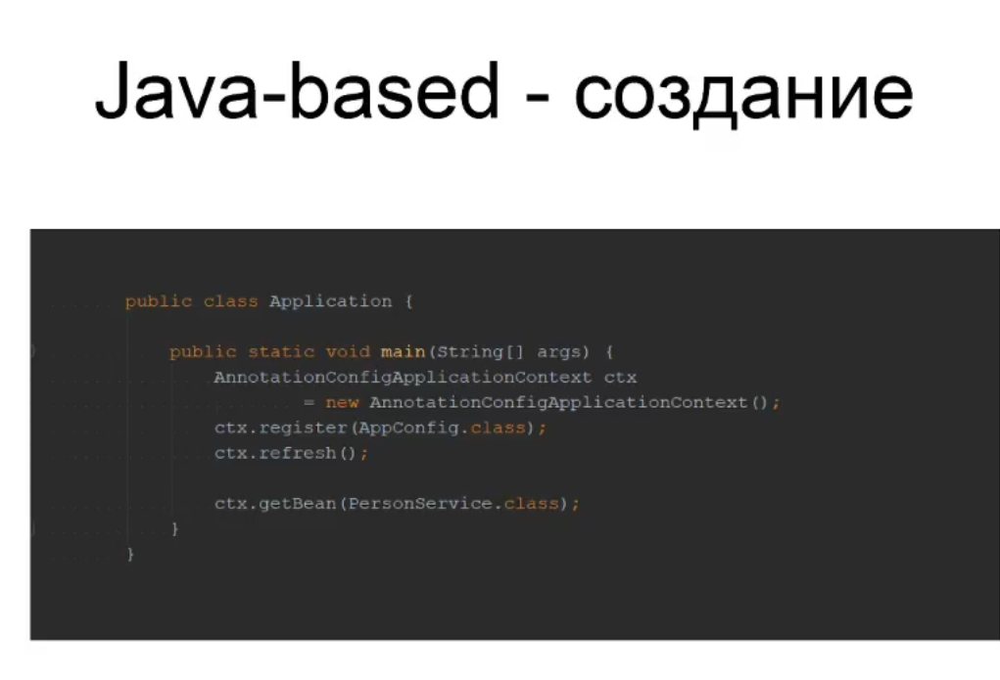 Java-based - создание
public class Application {
public static void main(String[] args) {
AnnotationConfigApplicationContext ctx
= new AnnotationConfigApplicationContext();
ctx.register(AppConfig.class);
ctx.refresh();
ctx.getBean(PersonService.class);
}
}